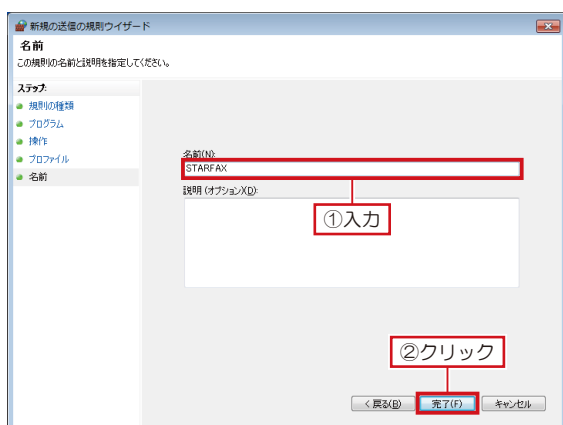 新規の送信の規則ウィザード
名前
この規則の名前と説明を指定してください。
ステップ:
規則の種類
プログラム
操作
プロファイル
名前
名前(N):
STARFAX
説明 (オプション)(D):
①入力
②クリック
< 戻る(B)
完了(F)
キャンセル